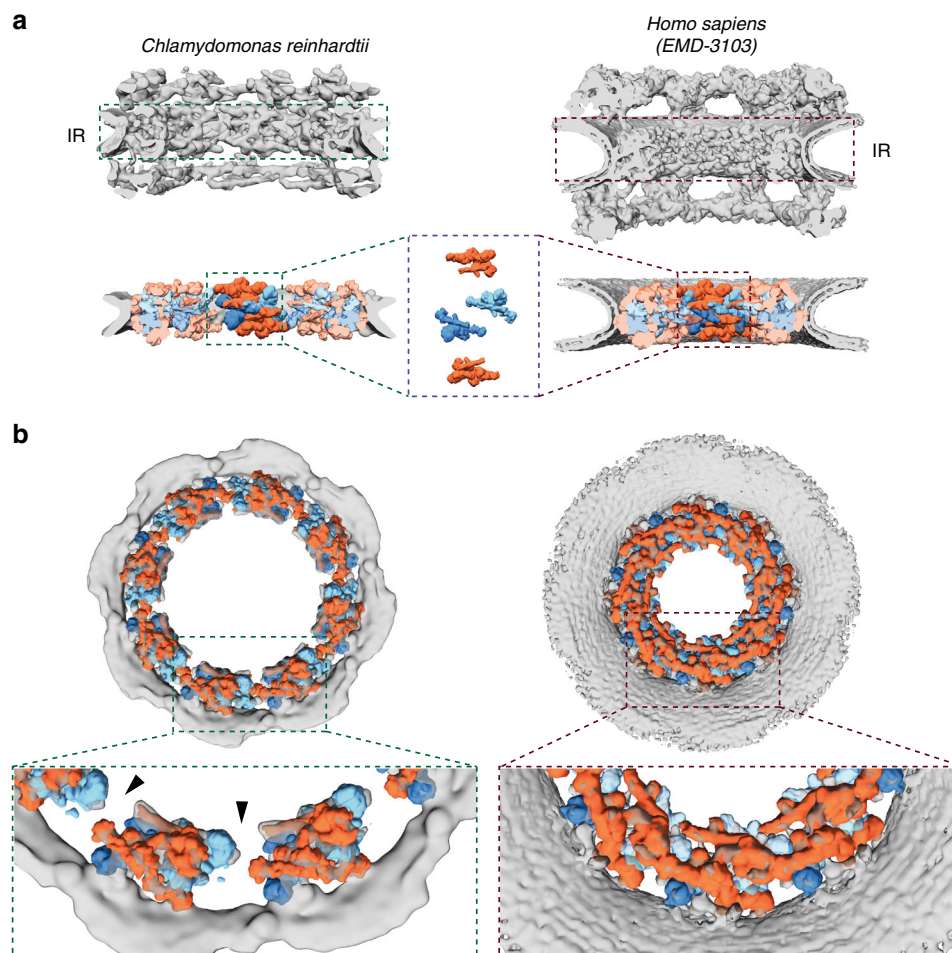 a
Chlamydomonas reinhardtii
Homo sapiens
(EMD-3103)
IR
IR
b